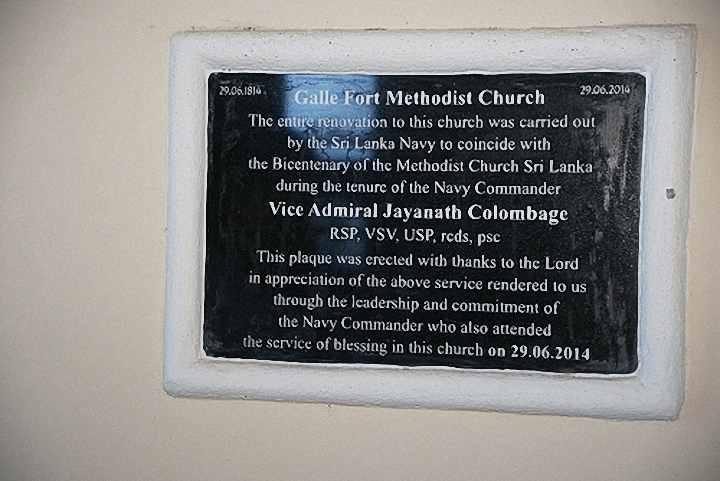 29.06.1814 29.06.2014
Galle Fort Methodist Church
The entire renovation to this church was carried out
by the Sri Lanka Navy to coincide with
the Bicentenary of the Methodist Church Sri Lanka
during the tenure of the Navy Commander
Vice Admiral Jayanath Colombage
RSP, VSV, USP, rcds, psc
This plaque was erected with thanks to the Lord
in appreciation of the above service rendered to us
through the leadership and commitment of
the Navy Commander who also attended
the service of blessing in this church on 29.06.2014